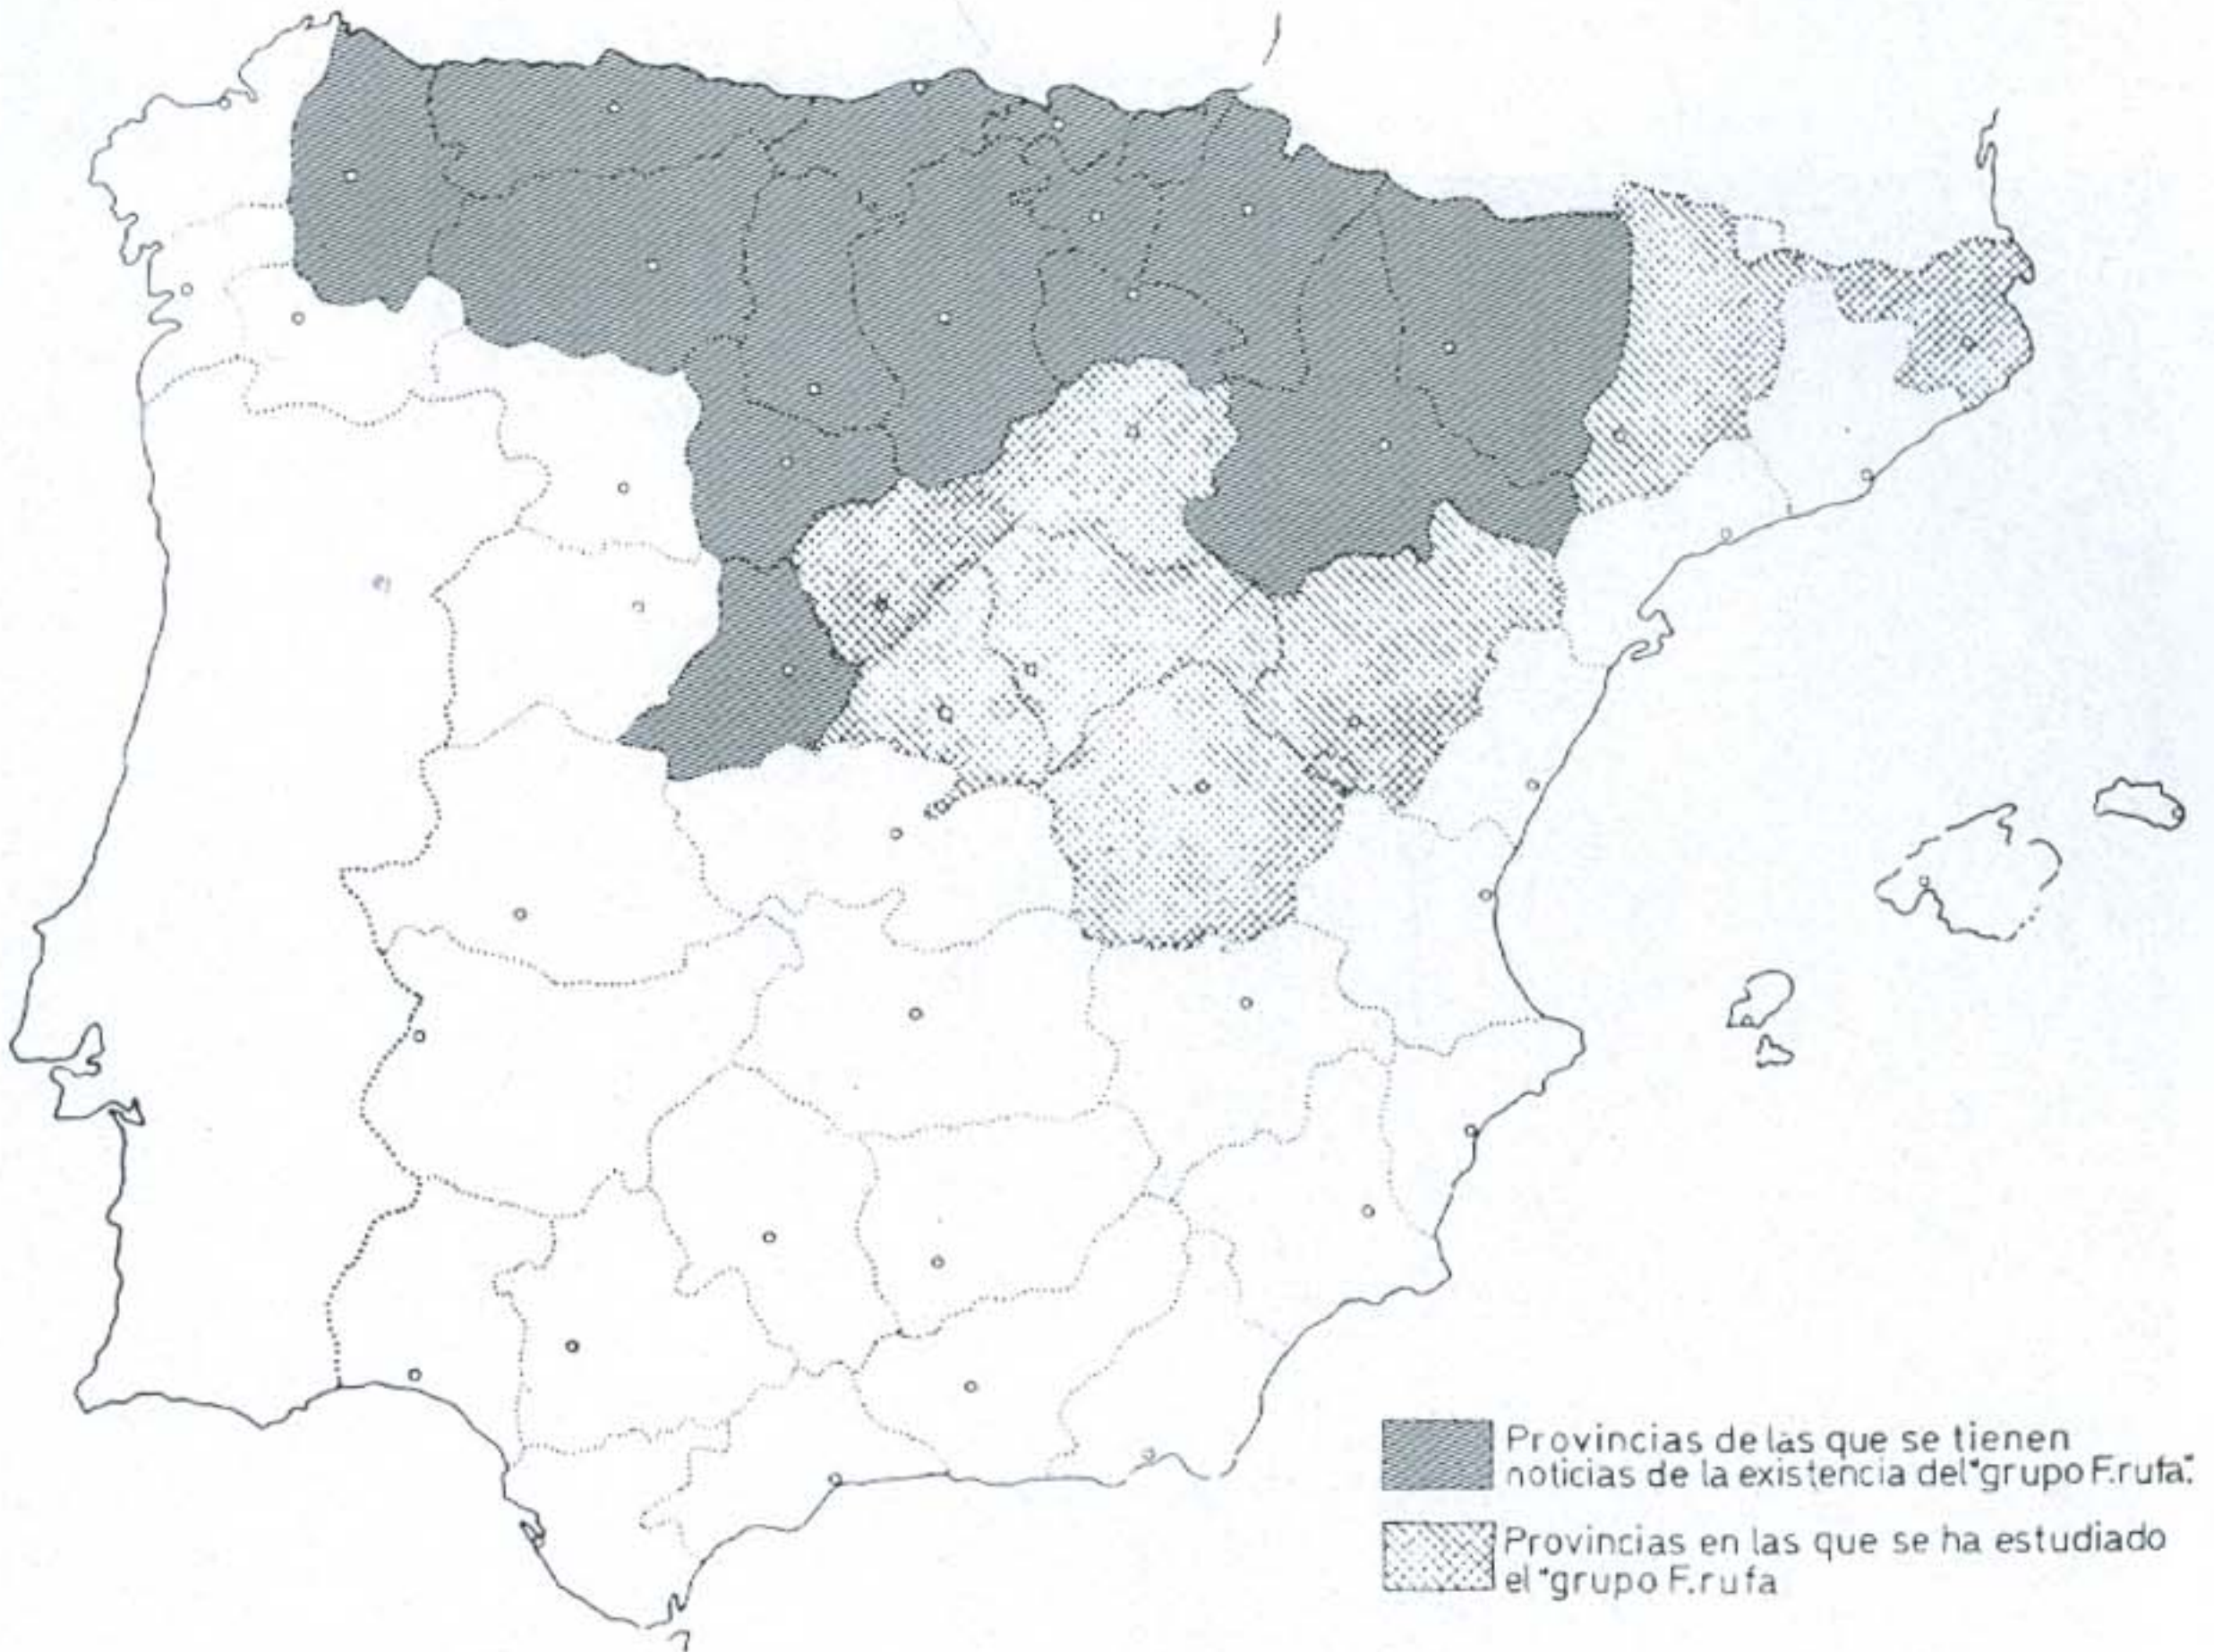 Provincias de las que se tienen
noticias de la existencia del "grupo F.rufa".
Provincias en las que se ha estudiado
el "grupo F.rufa